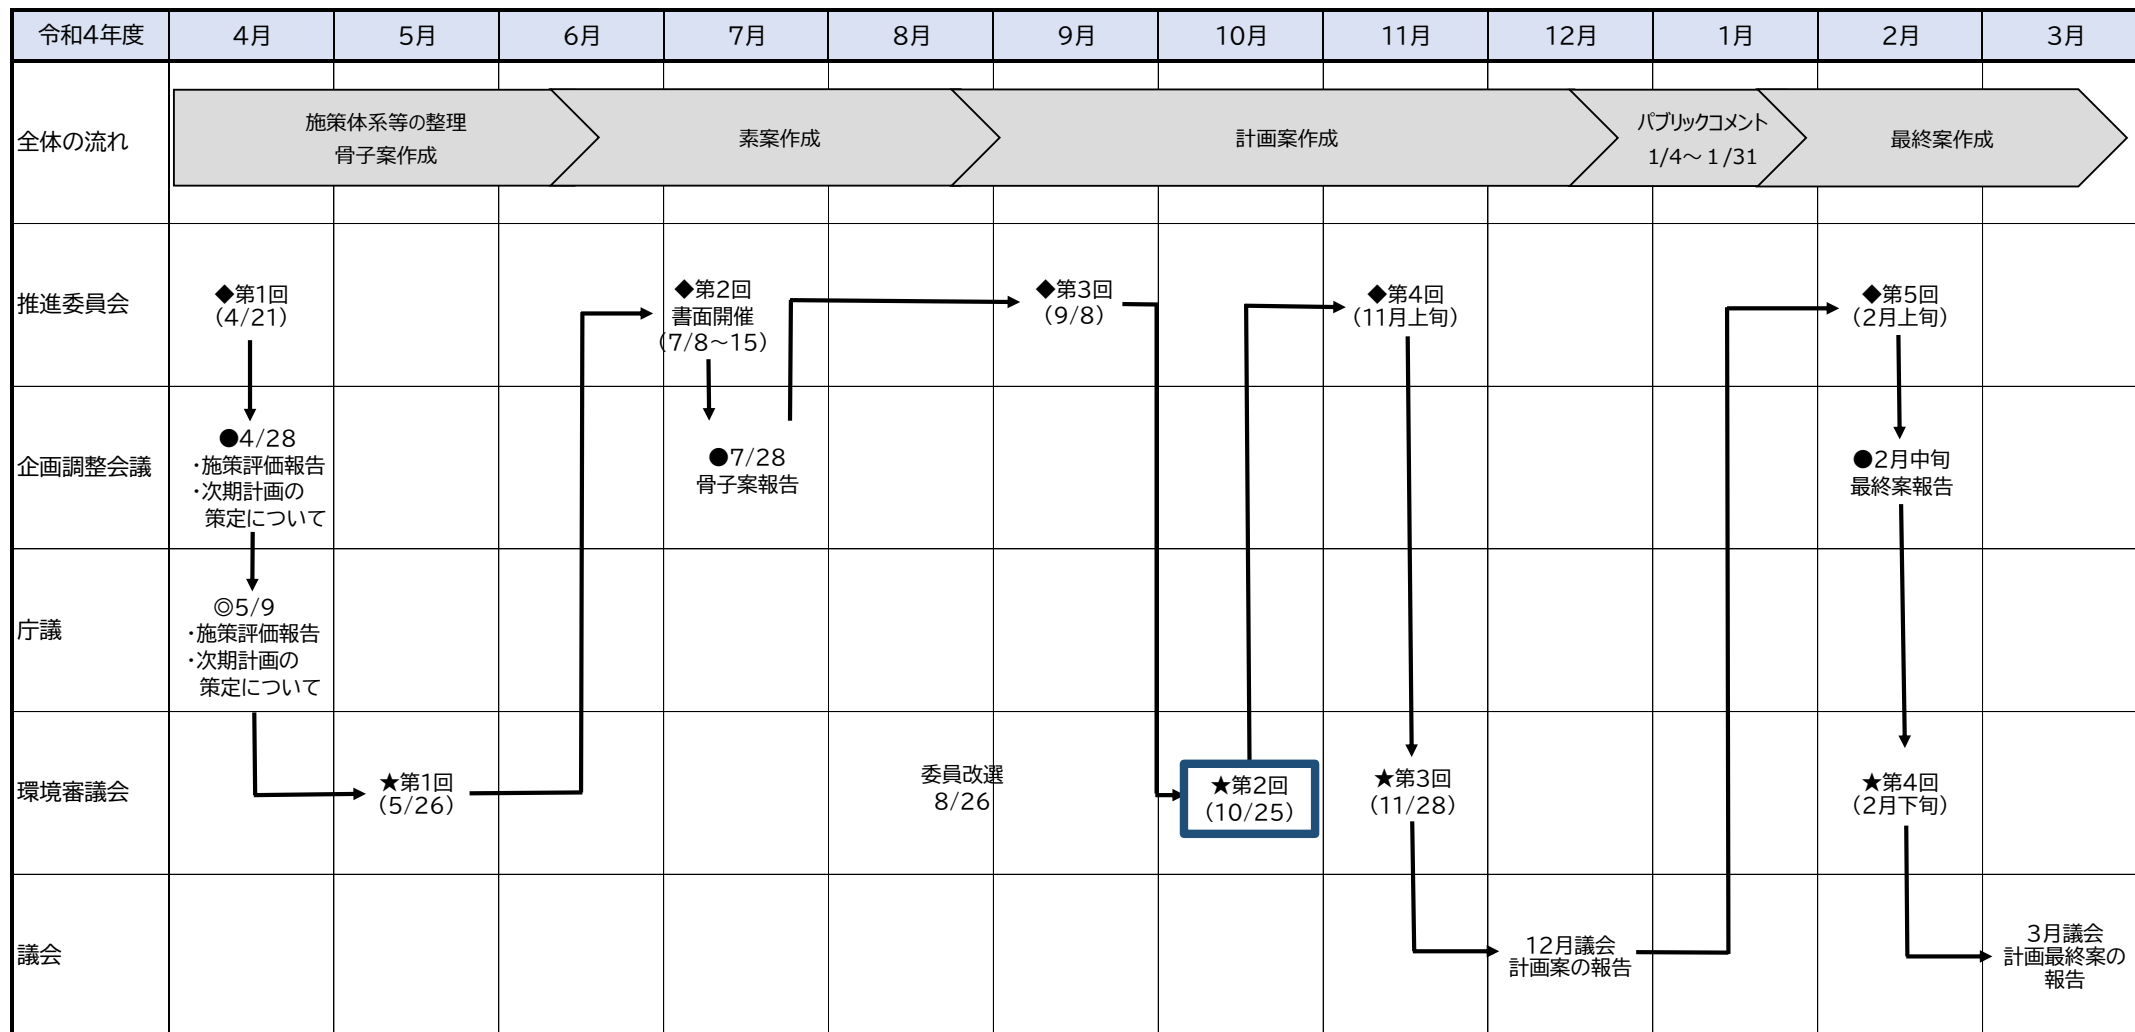 令和4年度
4月
5月
6月
7月
8月
9月
10月
11月
12月
1月
2月
3月
全体の流れ
施策体系等の整理
骨子案作成
素案作成
計画案作成
パブリックコメント
1/4～1/31
最終案作成
推進委員会
◆第1回
(4/21)
◆第2回
書面開催
(7/8～15)
◆第3回
(9/8)
◆第4回
(11月上旬)
◆第5回
(2月上旬)
企画調整会議
●4/28
・施策評価報告
・次期計画の
策定について
●7/28
骨子案報告
●2月中旬
最終案報告
庁議
◎5/9
・施策評価報告
・次期計画の
策定について
環境審議会
★第1回
(5/26)
委員改選
8/26
★第2回
(10/25)
★第3回
(11/28)
★第4回
(2月下旬)
議会
12月議会
計画案の報告
3月議会
計画最終案の
報告